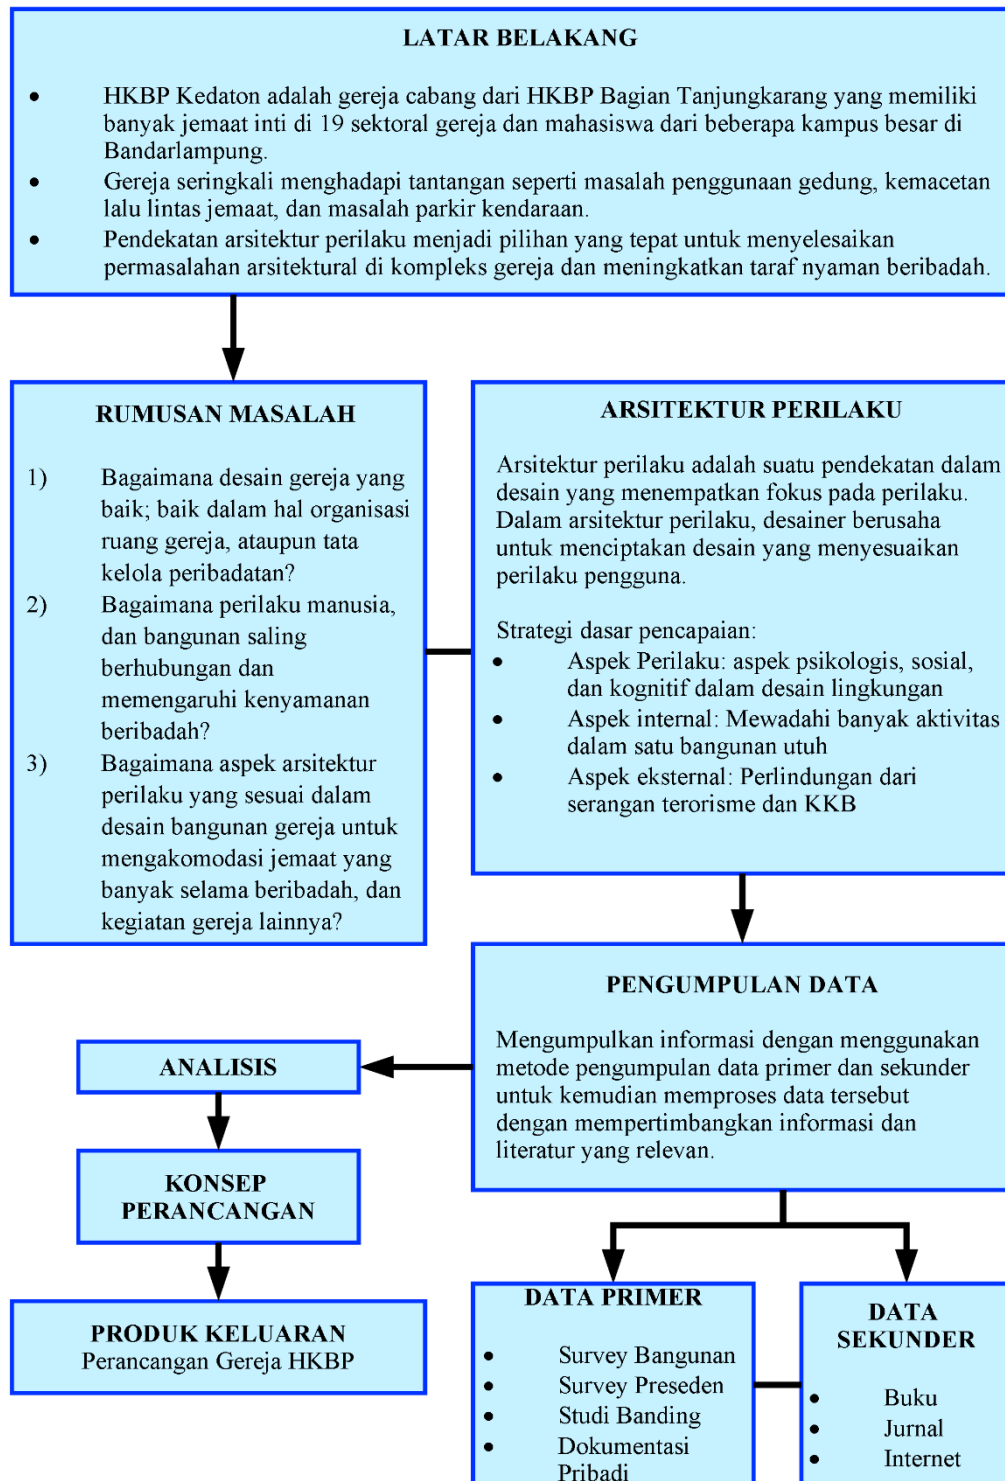 LATAR BELAKANG
• HKBP Kedaton adalah gereja cabang dari HKBP Bagian Tanjungkarang yang memiliki
banyak jemaat inti di 19 sektoral gereja dan mahasiswa dari beberapa kampus besar di
Bandarlampung.
• Gereja seringkali menghadapi tantangan seperti masalah penggunaan gedung, kemacetan
lalu lintas jemaat, dan masalah parkir kendaraan.
• Pendekatan arsitektur perilaku menjadi pilihan yang tepat untuk menyelesaikan
permasalahan arsitektural di kompleks gereja dan meningkatkan taraf nyaman beribadah.
RUMUSAN MASALAH
1) Bagaimana desain gereja yang
baik; baik dalam hal organisasi
ruang gereja, ataupun tata
kelola peribadatan?
2) Bagaimana perilaku manusia,
dan bangunan saling
berhubungan dan
memengaruhi kenyamanan
beribadah?
3) Bagaimana aspek arsitektur
perilaku yang sesuai dalam
desain bangunan gereja untuk
mengakomodasi jemaat yang
banyak selama beribadah, dan
kegiatan gereja lainnya?
ARSITEKTUR PERILAKU
Arsitektur perilaku adalah suatu pendekatan dalam
desain yang menempatkan fokus pada perilaku.
Dalam arsitektur perilaku, desainer berusaha
untuk menciptakan desain yang menyesuaikan
perilaku pengguna.
Strategi dasar pencapaian:
• Aspek Perilaku: aspek psikologis, sosial,
dan kognitif dalam desain lingkungan
• Aspek internal: Mewadahi banyak aktivitas
dalam satu bangunan utuh
• Aspek eksternal: Perlindungan dari
serangan terorisme dan KKB
PENGUMPULAN DATA
Mengumpulkan informasi dengan menggunakan
metode pengumpulan data primer dan sekunder
untuk kemudian memproses data tersebut
dengan mempertimbangkan informasi dan
literatur yang relevan.
ANALISIS
KONSEP
PERANCANGAN
PRODUK KELUARAN
Perancangan Gereja HKBP
DATA PRIMER
• Survey Bangunan
• Survey Preseden
• Studi Banding
• Dokumentasi
Pribadi
DATA
SEKUNDER
• Buku
• Jurnal
• Internet